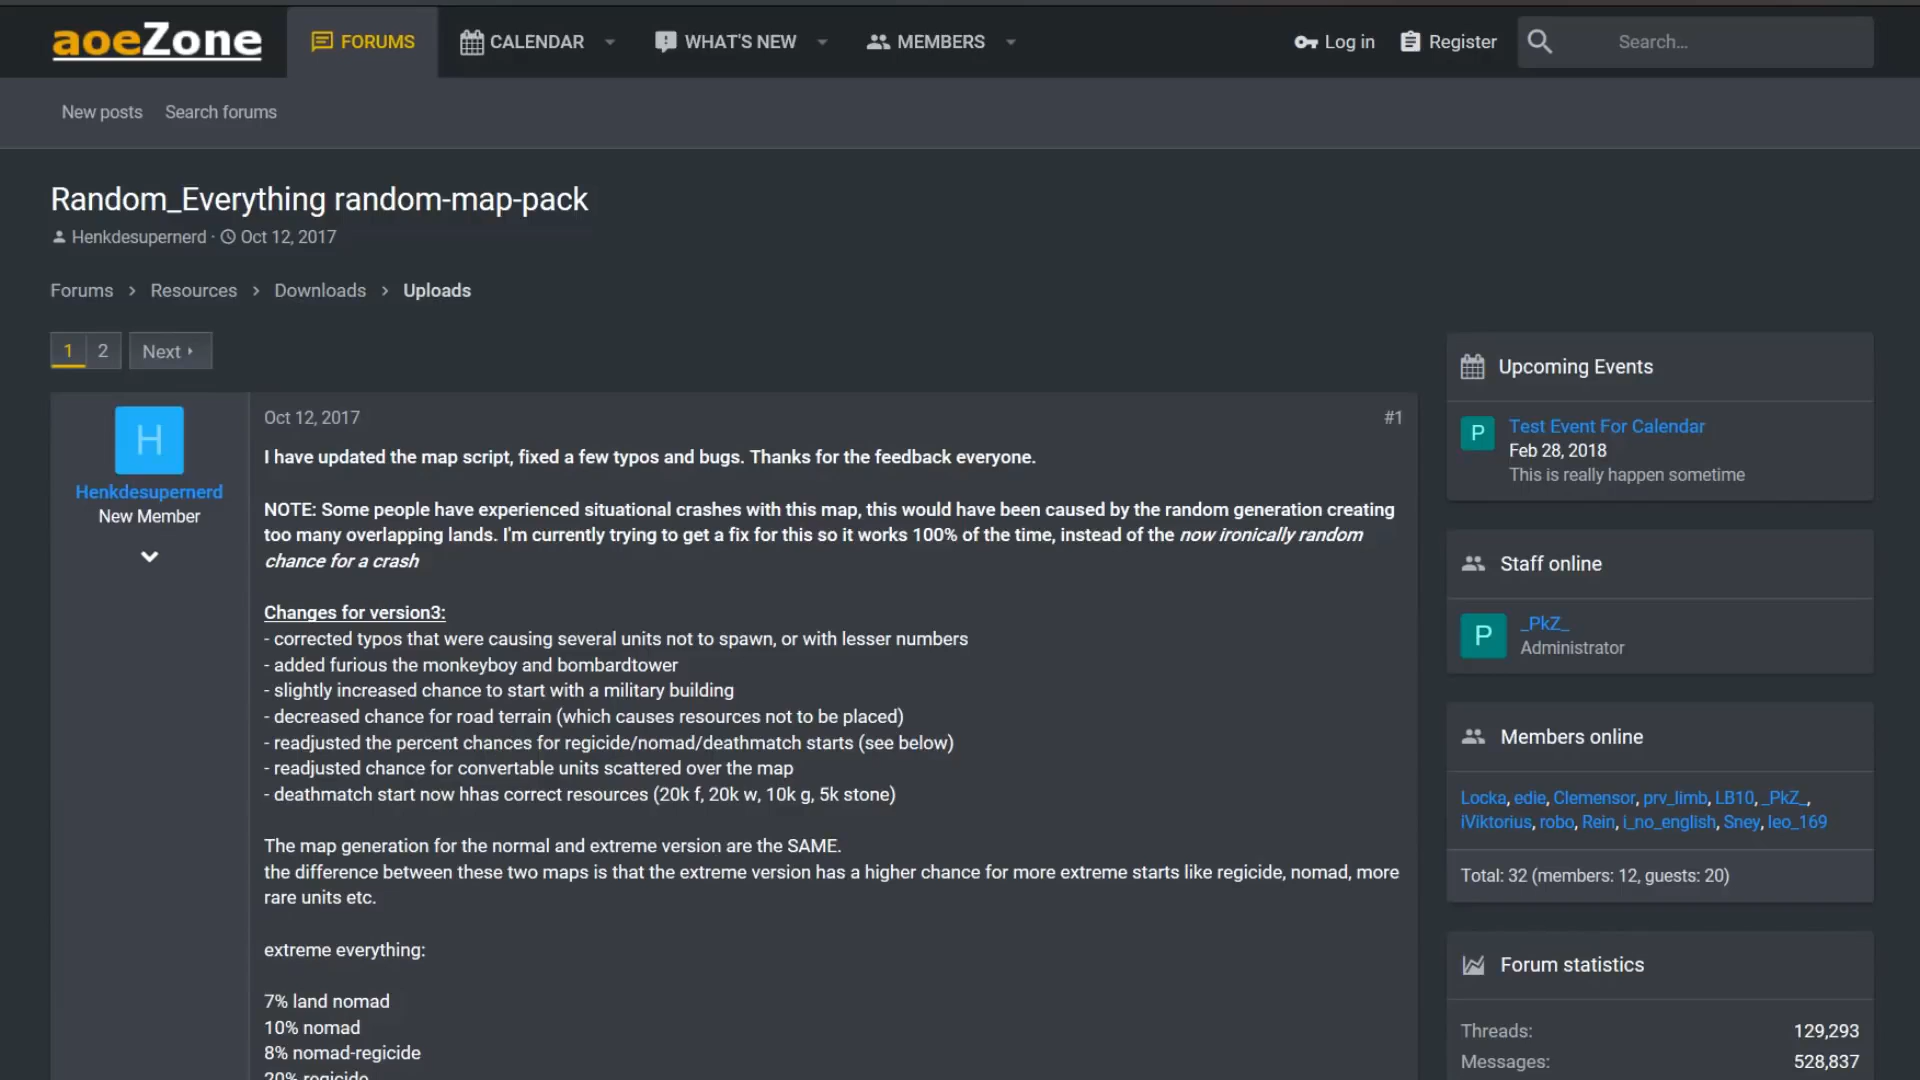 aoeZone
FORUMS
CALENDAR
WHAT'S NEW
MEMBERS
Log in
Register
Search...
New posts
Search forums
Random_Everything random-map-pack
Henkdesupernerd · Oct 12, 2017
Forums > Resources > Downloads > Uploads
1 2 Next
H
Henkdesupernerd
New Member
Oct 12, 2017
#1
I have updated the map script, fixed a few typos and bugs. Thanks for the feedback everyone.
NOTE: Some people have experienced situational crashes with this map, this would have been caused by the random generation creating
too many overlapping lands. I'm currently trying to get a fix for this so it works 100% of the time, instead of the now ironically random
chance for a crash
Changes for version3:
- corrected typos that were causing several units not to spawn, or with lesser numbers
- added furious the monkeyboy and bombardtower
- slightly increased chance to start with a military building
- decreased chance for road terrain (which causes resources not to be placed)
- readjusted the percent chances for regicide/nomad/deathmatch starts (see below)
- readjusted chance for convertable units scattered over the map
- deathmatch start now hhas correct resources (20k f, 20k w, 10k g, 5k stone)
The map generation for the normal and extreme version are the SAME.
the difference between these two maps is that the extreme version has a higher chance for more extreme starts like regicide, nomad, more
rare units etc.
extreme everything:
7% land nomad
10% nomad
8% nomad-regicide
20% regicide
Upcoming Events
P
Test Event For Calendar
Feb 28, 2018
This is really happen sometime
Staff online
P
_PkZ_
Administrator
Members online
Locka, edie, Clemensor, prv_limb, LB10, _PkZ_,
iViktorius, robo, Rein, i_no_english, Sney, leo_169
Total: 32 (members: 12, guests: 20)
Forum statistics
Threads: 129,293
Messages: 528,837